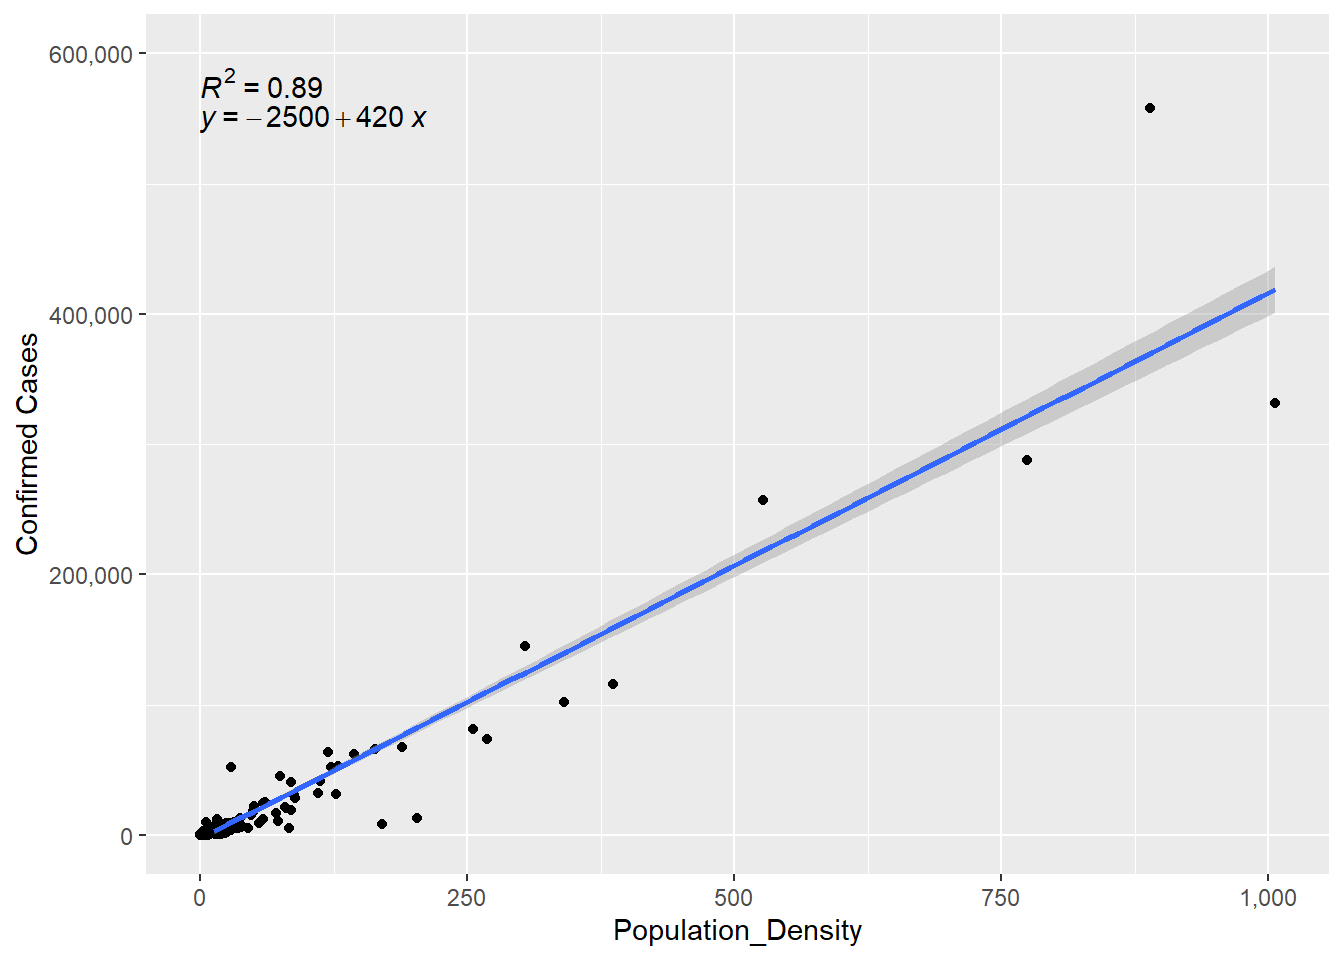 600,000
R² = 0.89
y = −2500 + 420 x
400,000
Confirmed Cases
200,000
0
0 250 500 750 1,000
Population_Density